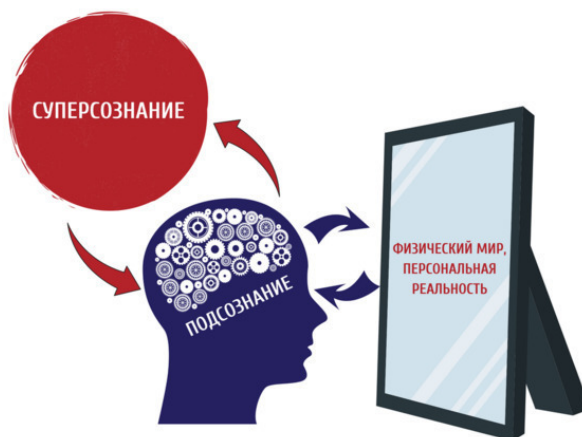 СУПЕРСОЗНАНИЕ
ПОДСОЗНАНИЕ
ФИЗИЧЕСКИЙ МИР,
ПЕРСОНАЛЬНАЯ
РЕАЛЬНОСТЬ